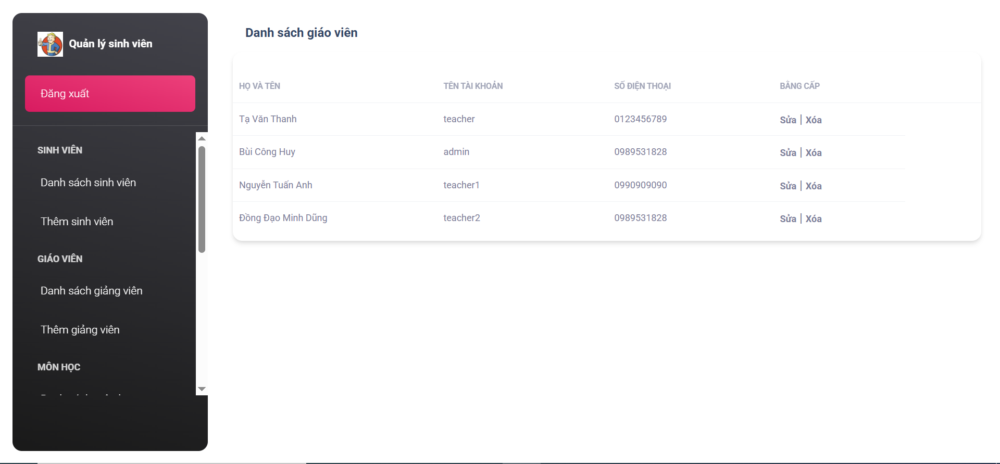 Quản lý sinh viên
Đăng xuất
SINH VIÊN
Danh sách sinh viên
Thêm sinh viên
GIÁO VIÊN
Danh sách giảng viên
Thêm giảng viên
MÔN HỌC
Danh sách giáo viên
HỌ VÀ TÊN TÊN TÀI KHOẢN SỐ ĐIỆN THOẠI BẰNG CẤP
Tạ Văn Thanh teacher 0123456789 Sửa | Xóa
Bùi Công Huy admin 0989531828 Sửa | Xóa
Nguyễn Tuấn Anh teacher1 0990909090 Sửa | Xóa
Đồng Đạo Minh Dũng teacher2 0989531828 Sửa | Xóa